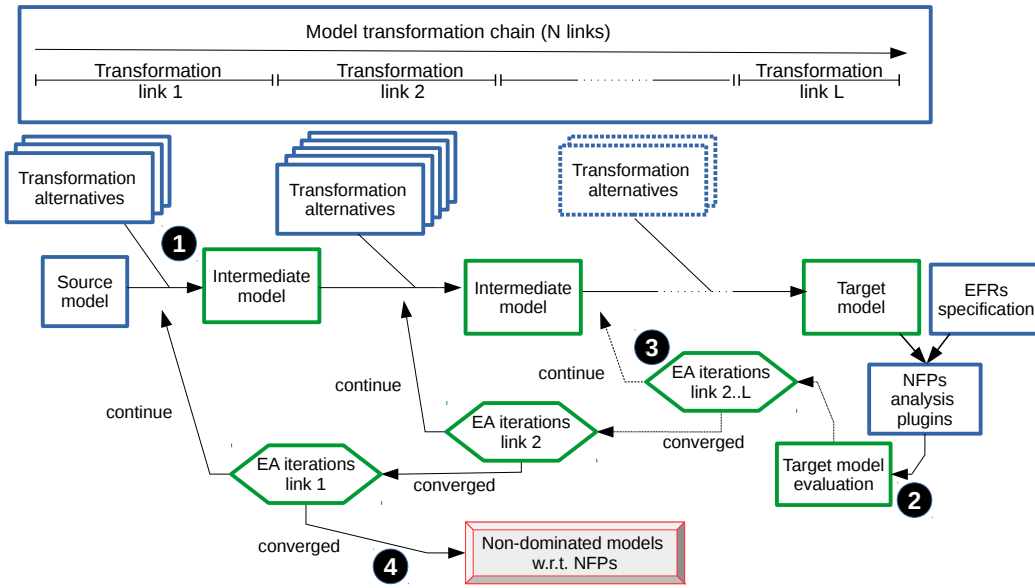 Model transformation chain (N links)
Transformation
link 1
Transformation
link 2
Transformation
link L
Transformation
alternatives
Transformation
alternatives
Transformation
alternatives
1
Source
model
Intermediate
model
Intermediate
model
Target
model
EFRs
specification
3
continue
continue
continue
EA iterations
link 2..L
NFPs
analysis
plugins
EA iterations
link 2
converged
EA iterations
link 1
converged
Target model
evaluation
2
converged
4
Non-dominated models
w.r.t. NFPs